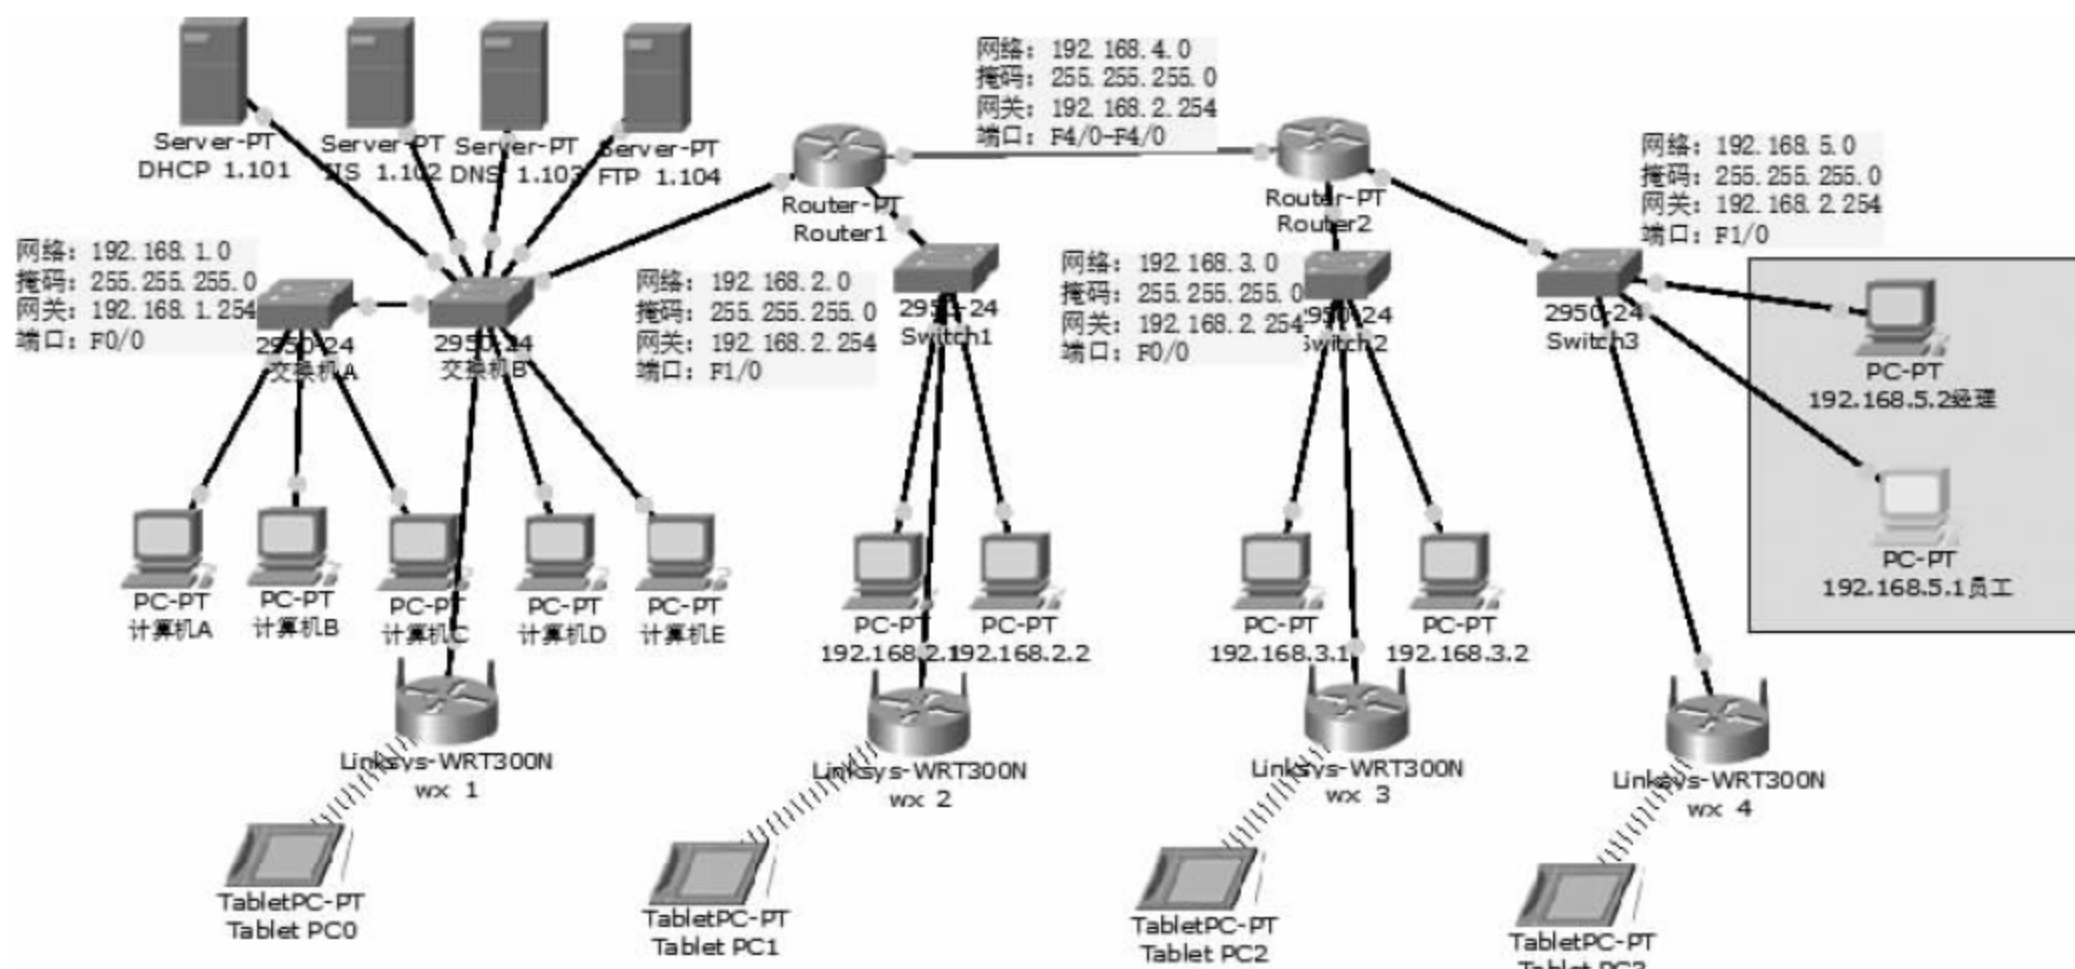 Server-PT
DHCP 1.101
Server-PT
IIS 1.102
Server-PT
DNS 1.103
Server-PT
FTP 1.104
网络: 192.168.4.0
掩码: 255.255.255.0
网关: 192.168.2.254
端口: F4/0-F4/0
Router-PT
Router1
Router-PT
Router2
网络: 192.168.5.0
掩码: 255.255.255.0
网关: 192.168.2.254
端口: F1/0
网络: 192.168.1.0
掩码: 255.255.255.0
网关: 192.168.1.254
端口: F0/0
2950-24
交换机A
2950-24
交换机B
网络: 192.168.2.0
掩码: 255.255.255.0
网关: 192.168.2.254
端口: F1/0
2950-24
Switch1
网络: 192.168.3.0
掩码: 255.255.255.0
网关: 192.168.2.254
端口: F0/0
2950-24
Switch2
2950-24
Switch3
PC-PT
192.168.5.2经理
PC-PT
192.168.5.1员工
PC-PT
计算机A
PC-PT
计算机B
PC-PT
计算机C
PC-PT
计算机D
PC-PT
计算机E
PC-PT
192.168.2.1
PC-PT
192.168.2.2
PC-PT
192.168.3.1
PC-PT
192.168.3.2
Linksys-WRT300N
wx 1
Linksys-WRT300N
wx 2
Linksys-WRT300N
wx 3
Linksys-WRT300N
wx 4
TabletPC-PT
Tablet PC0
TabletPC-PT
Tablet PC1
TabletPC-PT
Tablet PC2
TabletPC-PT
Tablet PC3